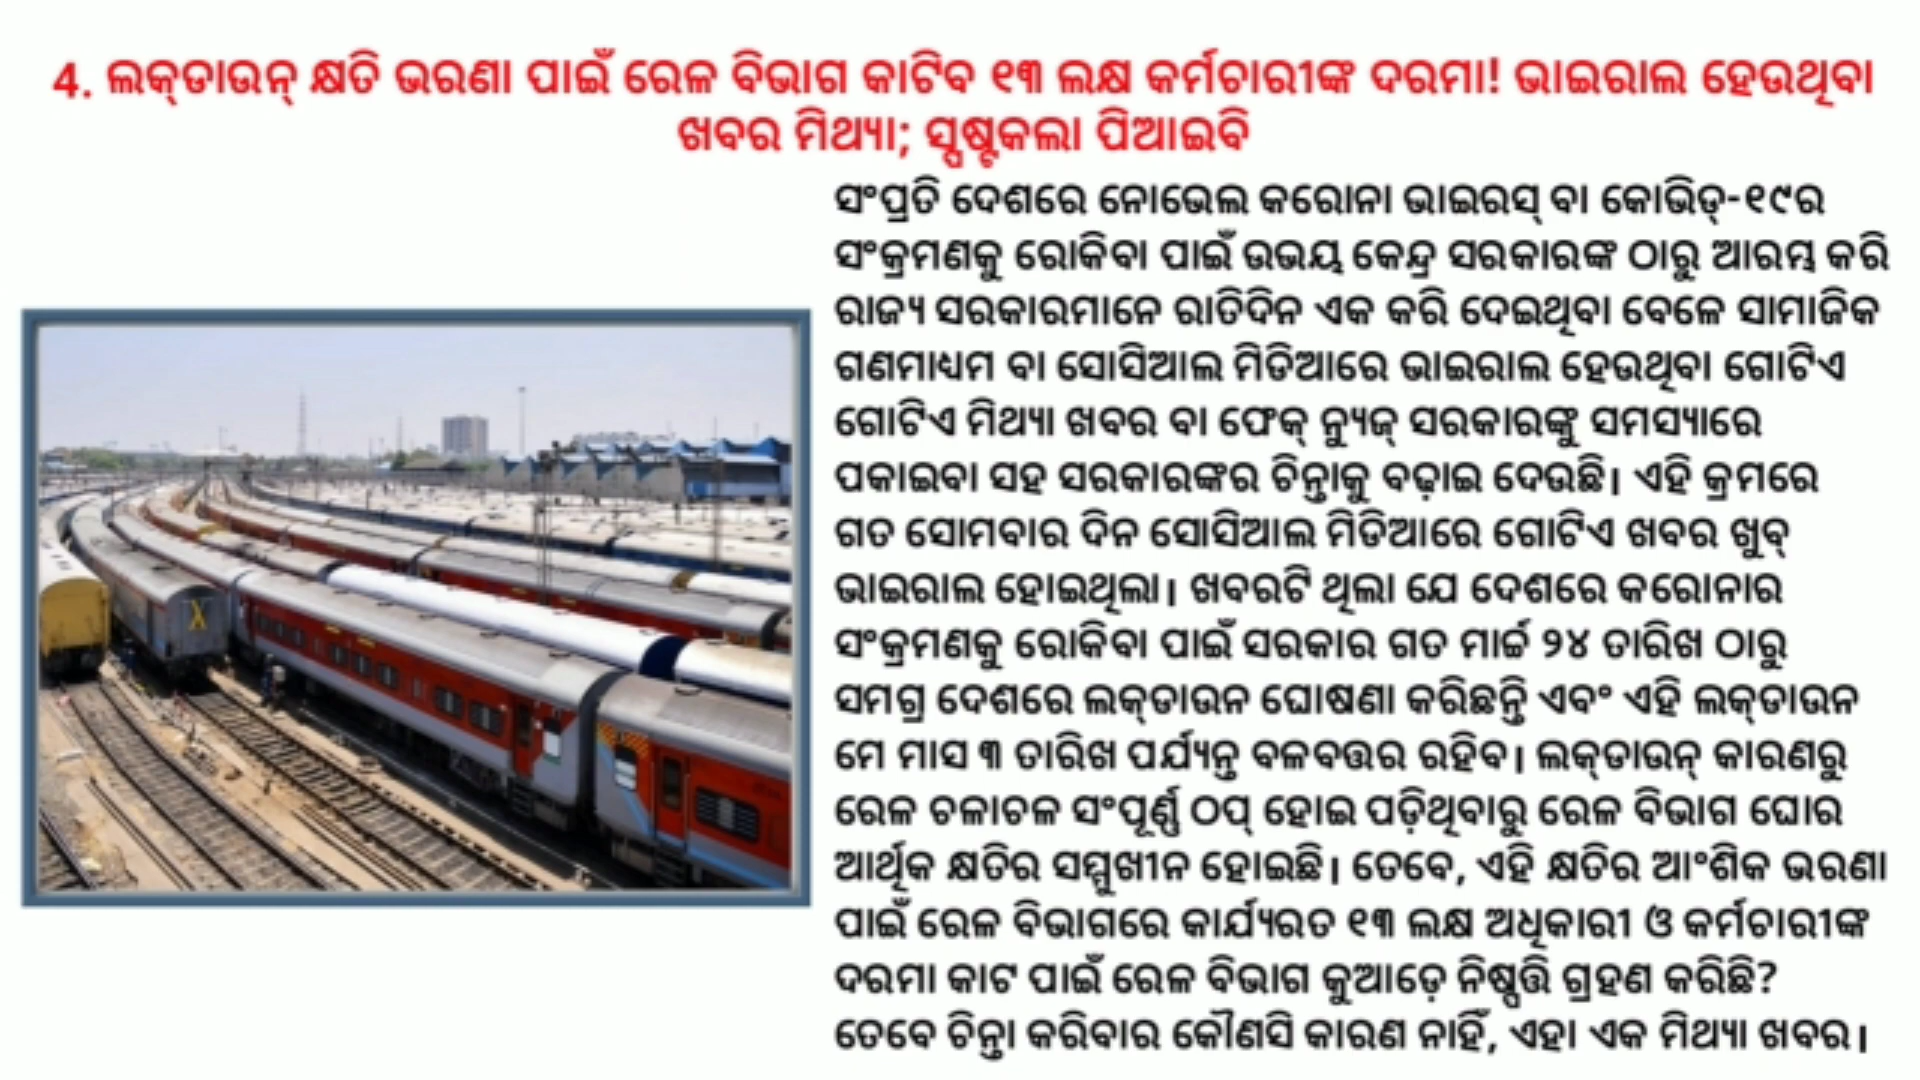 4. ଲକ୍‌ଡାଉନ୍ କ୍ଷତି ଭରଣା ପାଇଁ ରେଳ ବିଭାଗ କାଟିବ ୧୩ ଲକ୍ଷ କର୍ମଚାରୀଙ୍କ ଦରମା! ଭାଇରାଲ ହେଉଥିବା
ଖବର ମିଥ୍ୟା; ସ୍ପଷ୍ଟକଲା ପିଆଇବି
ସଂପ୍ରତି ଦେଶରେ ନୋଭେଲ କରୋନା ଭାଇରସ୍ ବା କୋଭିଡ୍-୧୯ର
ସଂକ୍ରମଣକୁ ରୋକିବା ପାଇଁ ଉଭୟ କେନ୍ଦ୍ର ସରକାରଙ୍କ ଠାରୁ ଆରମ୍ଭ କରି
ରାଜ୍ୟ ସରକାରମାନେ ରାତିଦିନ ଏକ କରି ଦେଇଥିବା ବେଳେ ସାମାଜିକ
ଗଣମାଧ୍ୟମ ବା ସୋସିଆଲ ମିଡିଆରେ ଭାଇରାଲ ହେଉଥିବା ଗୋଟିଏ
ଗୋଟିଏ ମିଥ୍ୟା ଖବର ବା ଫେକ୍ ନ୍ୟୁଜ୍ ସରକାରଙ୍କୁ ସମସ୍ୟାରେ
ପକାଇବା ସହ ସରକାରଙ୍କର ଚିନ୍ତାକୁ ବଢ଼ାଇ ଦେଉଛି। ଏହି କ୍ରମରେ
ଗତ ସୋମବାର ଦିନ ସୋସିଆଲ ମିଡିଆରେ ଗୋଟିଏ ଖବର ଖୁବ୍
ଭାଇରାଲ ହୋଇଥିଲା। ଖବରଟି ଥିଲା ଯେ ଦେଶରେ କରୋନାର
ସଂକ୍ରମଣକୁ ରୋକିବା ପାଇଁ ସରକାର ଗତ ମାର୍ଚ୍ଚ ୨୪ ତାରିଖ ଠାରୁ
ସମଗ୍ର ଦେଶରେ ଲକ୍‌ଡାଉନ ଘୋଷଣା କରିଛନ୍ତି ଏବଂ ଏହି ଲକ୍‌ଡାଉନ
ମେ ମାସ ୩ ତାରିଖ ପର୍ଯ୍ୟନ୍ତ ବଳବତ୍ତର ରହିବ। ଲକ୍‌ଡାଉନ୍ କାରଣରୁ
ରେଳ ଚଳାଚଳ ସଂପୂର୍ଣ୍ଣ ଠପ୍ ହୋଇ ପଡ଼ିଥିବାରୁ ରେଳ ବିଭାଗ ଘୋର
ଆର୍ଥିକ କ୍ଷତିର ସମ୍ମୁଖୀନ ହୋଇଛି। ତେବେ, ଏହି କ୍ଷତିର ଆଂଶିକ ଭରଣା
ପାଇଁ ରେଳ ବିଭାଗରେ କାର୍ଯ୍ୟରତ ୧୩ ଲକ୍ଷ ଅଧିକାରୀ ଓ କର୍ମଚାରୀଙ୍କ
ଦରମା କାଟ ପାଇଁ ରେଳ ବିଭାଗ କୁଆଡ଼େ ନିଷ୍ପତ୍ତି ଗ୍ରହଣ କରିଛି?
ତେବେ ଚିନ୍ତା କରିବାର କୌଣସି କାରଣ ନାହିଁ, ଏହା ଏକ ମିଥ୍ୟା ଖବର।